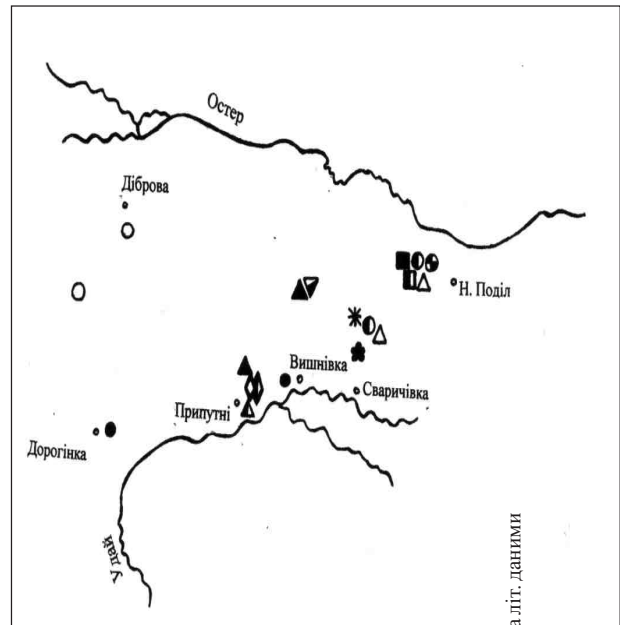 Остер
Діброва
Н. Поділ
Вишнівка
Сваричівка
Припутні
Дорогінка
Удай
а літ. даними